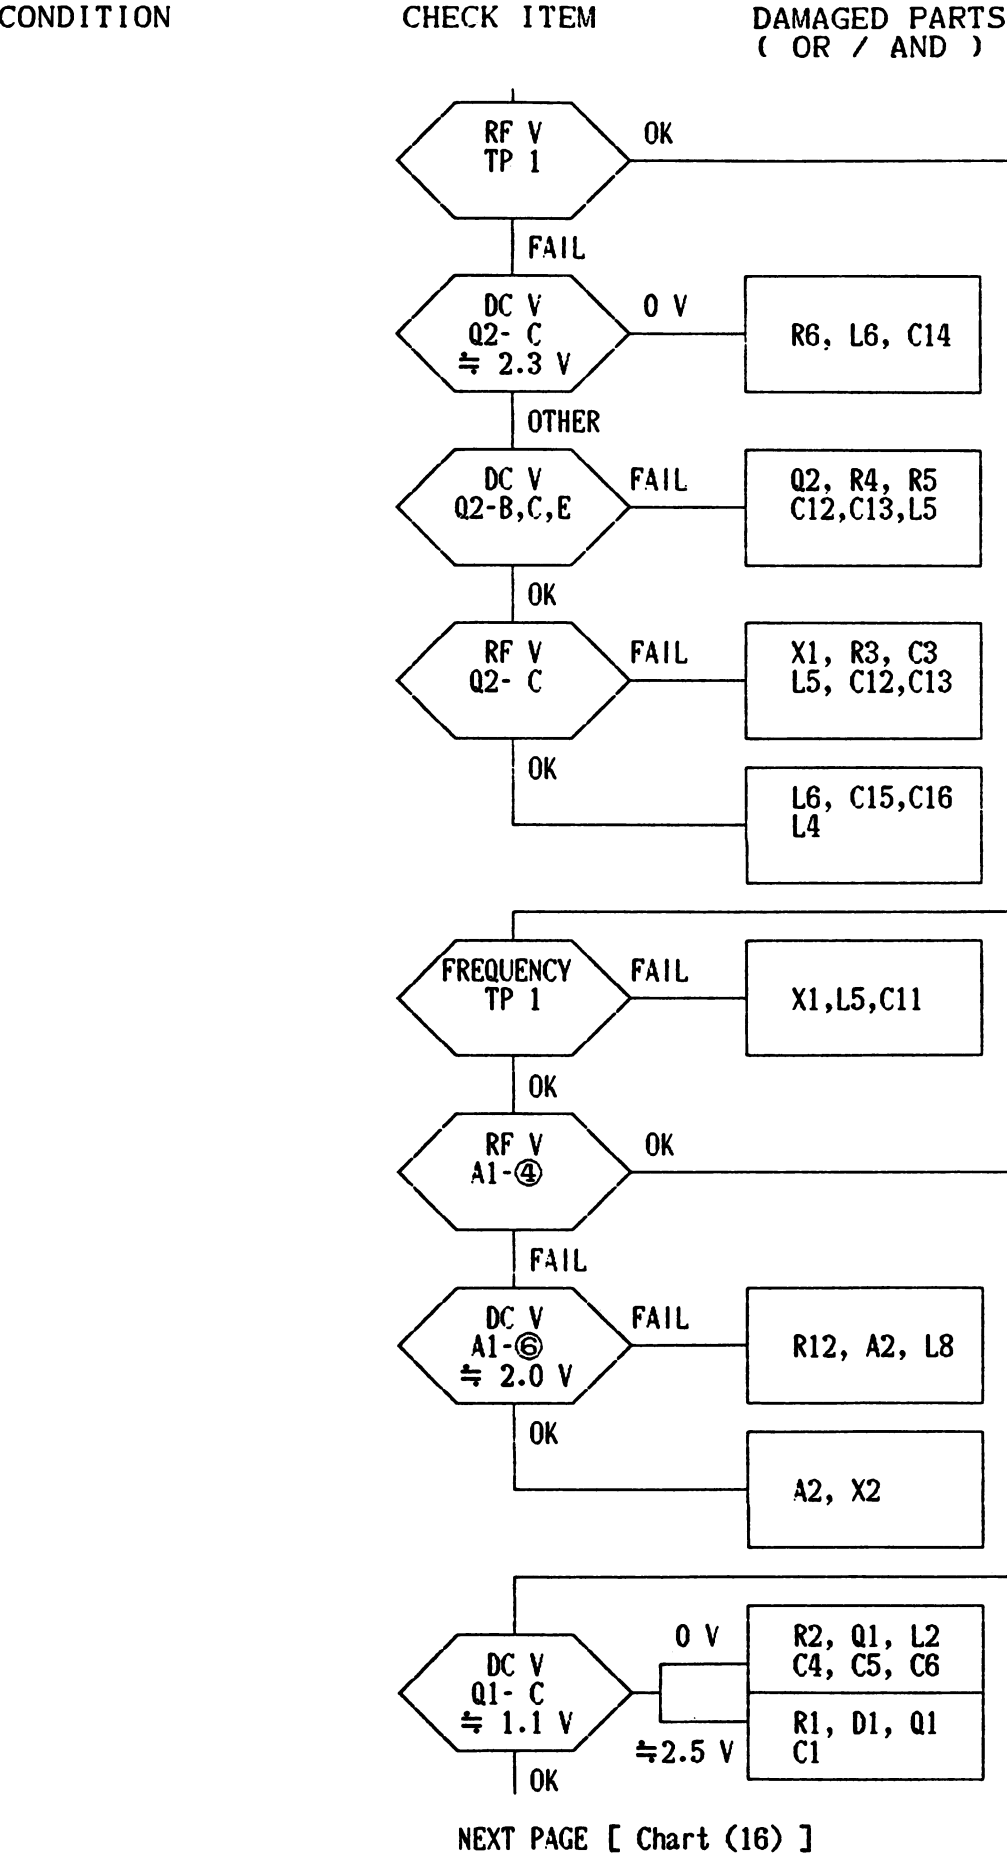 CONDITION
CHECK ITEM
DAMAGED PARTS
( OR / AND )
RF V
TP 1
OK
FAIL
DC V
Q2- C
≒ 2.3 V
0 V
R6, L6, C14
OTHER
DC V
Q2-B,C,E
FAIL
Q2, R4, R5
C12,C13,L5
OK
RF V
Q2- C
FAIL
X1, R3, C3
L5, C12,C13
OK
L6, C15,C16
L4
FREQUENCY
TP 1
FAIL
X1,L5,C11
OK
RF V
A1-④
OK
FAIL
DC V
A1-⑥
≒ 2.0 V
FAIL
R12, A2, L8
OK
A2, X2
DC V
Q1- C
≒ 1.1 V
0 V
R2, Q1, L2
C4, C5, C6
≒2.5 V
R1, D1, Q1
C1
OK
NEXT PAGE [ Chart (16) ]